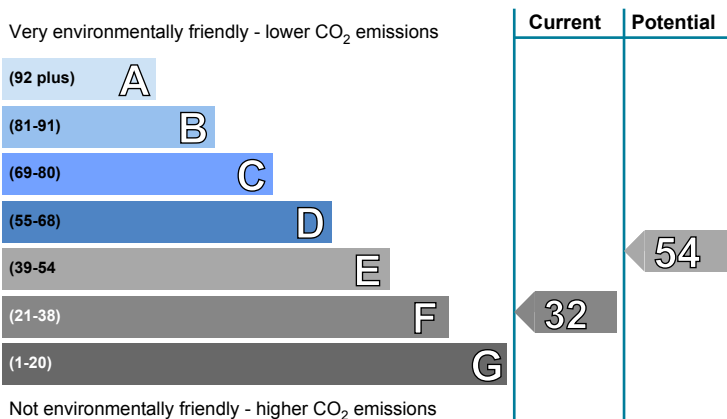 Very environmentally friendly - lower CO2 emissions
Current
Potential
(92 plus) A
(81-91) B
(69-80) C
(55-68) D
(39-54 E
54
(21-38) F
32
(1-20) G
Not environmentally friendly - higher CO2 emissions